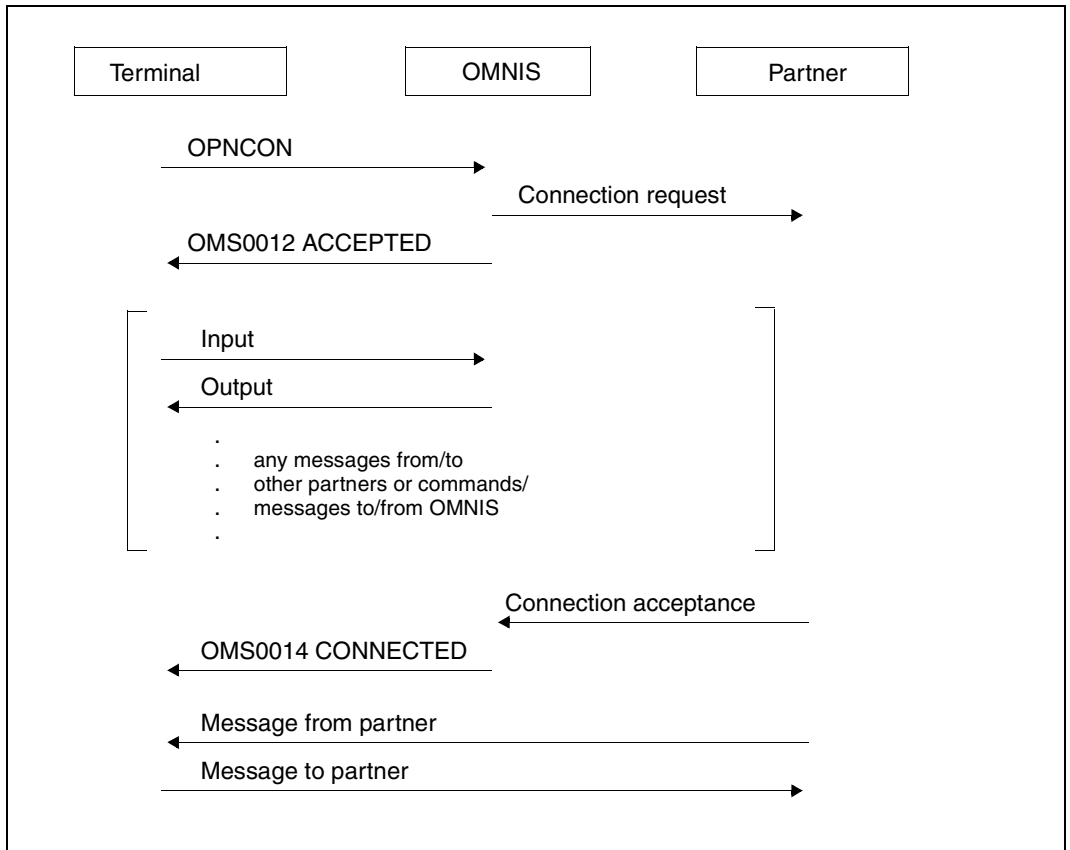 Terminal OMNIS Partner
OPNCON
Connection request
OMS0012 ACCEPTED
Input
Output
.
. any messages from/to
. other partners or commands/
. messages to/from OMNIS
.
Connection acceptance
OMS0014 CONNECTED
Message from partner
Message to partner